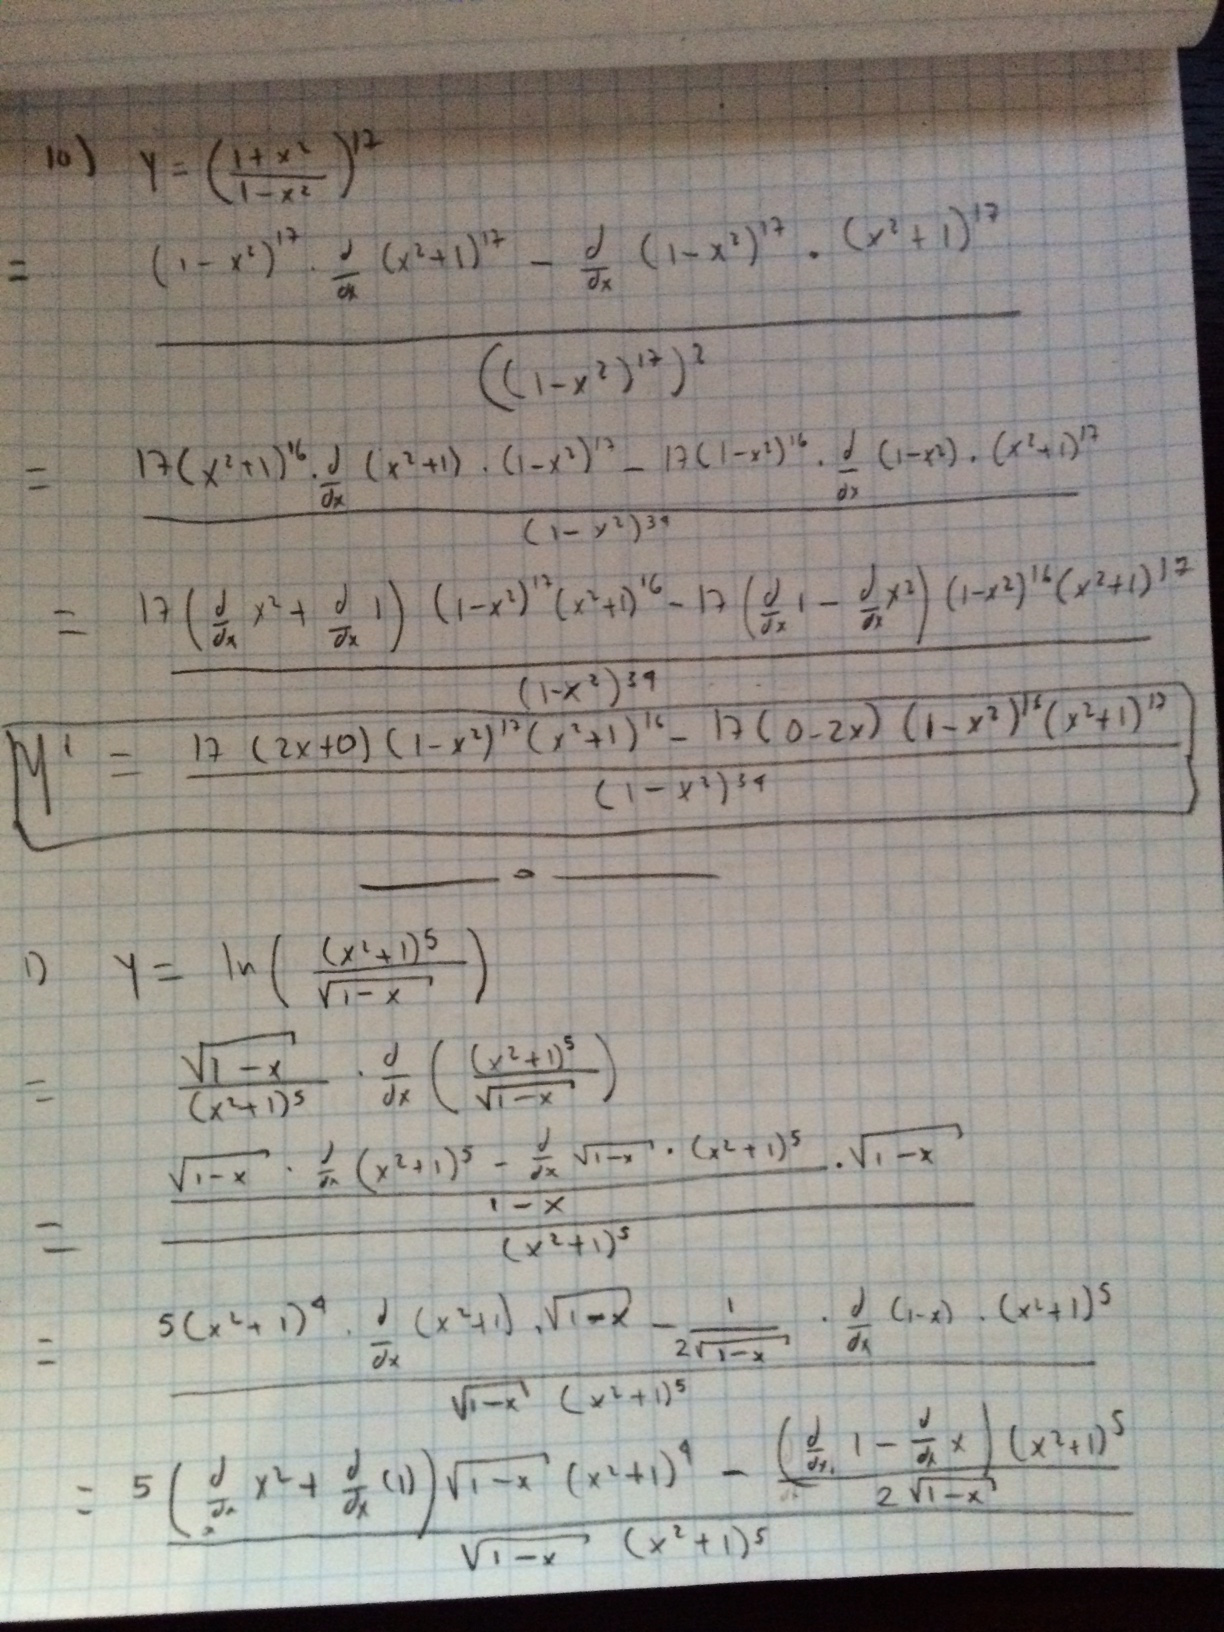 10) y = ((1+x²)/(1-x²))^17
= ((1-x²)^17 · d/dx (x²+1)^17 - d/dx (1-x²)^17 · (x²+1)^17) / ((1-x²)^17)^2
= (17(x²+1)^16 · d/dx (x²+1) · (1-x²)^17 - 17(1-x²)^16 · d/dx (1-x²) · (x²+1)^17) / (1-x²)^34
= (17 (d/dx x² + d/dx 1) (1-x²)^17 (x²+1)^16 - 17 (d/dx 1 - d/dx x²) (1-x²)^16 (x²+1)^17) / (1-x²)^34
y' = (17 (2x+0) (1-x²)^17 (x²+1)^16 - 17 (0-2x) (1-x²)^16 (x²+1)^17) / (1-x²)^34
1) y = ln((x²+1)^5 / √(1-x))
= √(1-x)/(x²+1)^5 · d/dx ((x²+1)^5 / √(1-x))
= ((√(1-x) · d/dx (x²+1)^5 - d/dx √(1-x) · (x²+1)^5) / (1-x) · √(1-x)) / (x²+1)^5
= (5(x²+1)^4 · d/dx (x²+1) · √(1-x) - 1/(2√(1-x)) · d/dx (1-x) · (x²+1)^5) / (√(1-x) (x²+1)^5)
= (5 (d/dx x² + d/dx (1)) √(1-x) (x²+1)^4 - ((d/dx 1 - d/dx x) (x²+1)^5) / (2√(1-x))) / (√(1-x) (x²+1)^5)